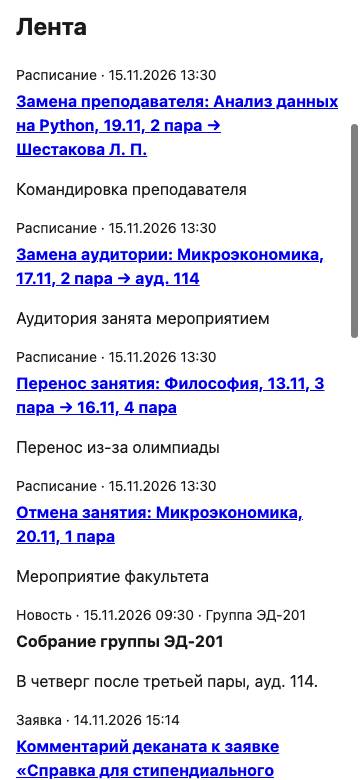 Лента
Расписание · 15.11.2026 13:30
Замена преподавателя: Анализ данных
на Python, 19.11, 2 пара →
Шестакова Л. П.
Командировка преподавателя
Расписание · 15.11.2026 13:30
Замена аудитории: Микроэкономика,
17.11, 2 пара → ауд. 114
Аудитория занята мероприятием
Расписание · 15.11.2026 13:30
Перенос занятия: Философия, 13.11, 3
пара → 16.11, 4 пара
Перенос из-за олимпиады
Расписание · 15.11.2026 13:30
Отмена занятия: Микроэкономика,
20.11, 1 пара
Мероприятие факультета
Новость · 15.11.2026 09:30 · Группа ЭД-201
Собрание группы ЭД-201
В четверг после третьей пары, ауд. 114.
Заявка · 14.11.2026 15:14
Комментарий деканата к заявке
«Справка для стипендиального